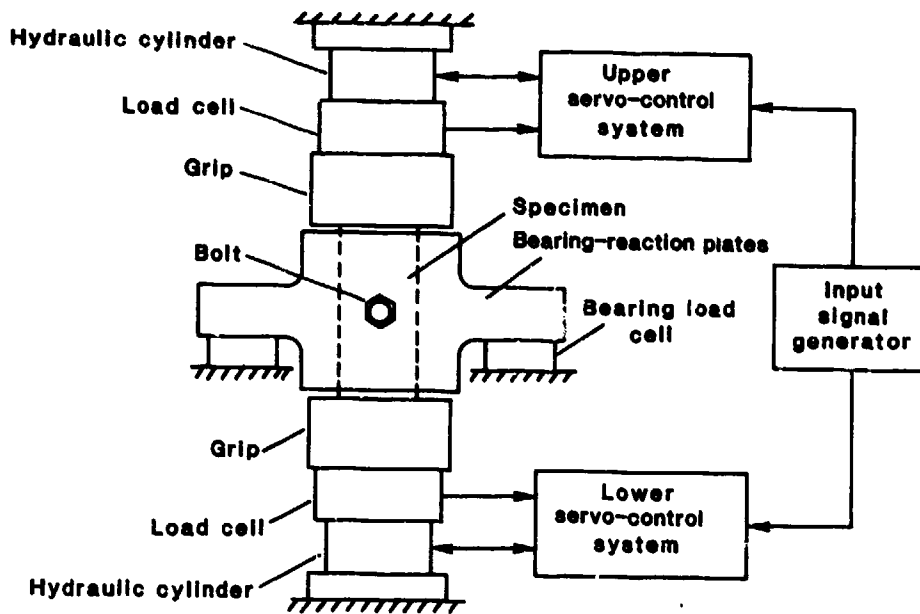 Hydraulic cylinder
Load cell
Grip
Bolt
Upper
servo-control
system
Specimen
Bearing-reaction plates
Bearing load
cell
Input
signal
generator
Grip
Load cell
Hydraulic cylinder
Lower
servo-control
system